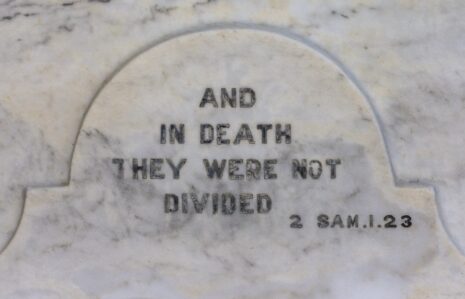 AND
IN DEATH
THEY WERE NOT
DIVIDED
2 SAM.I.23